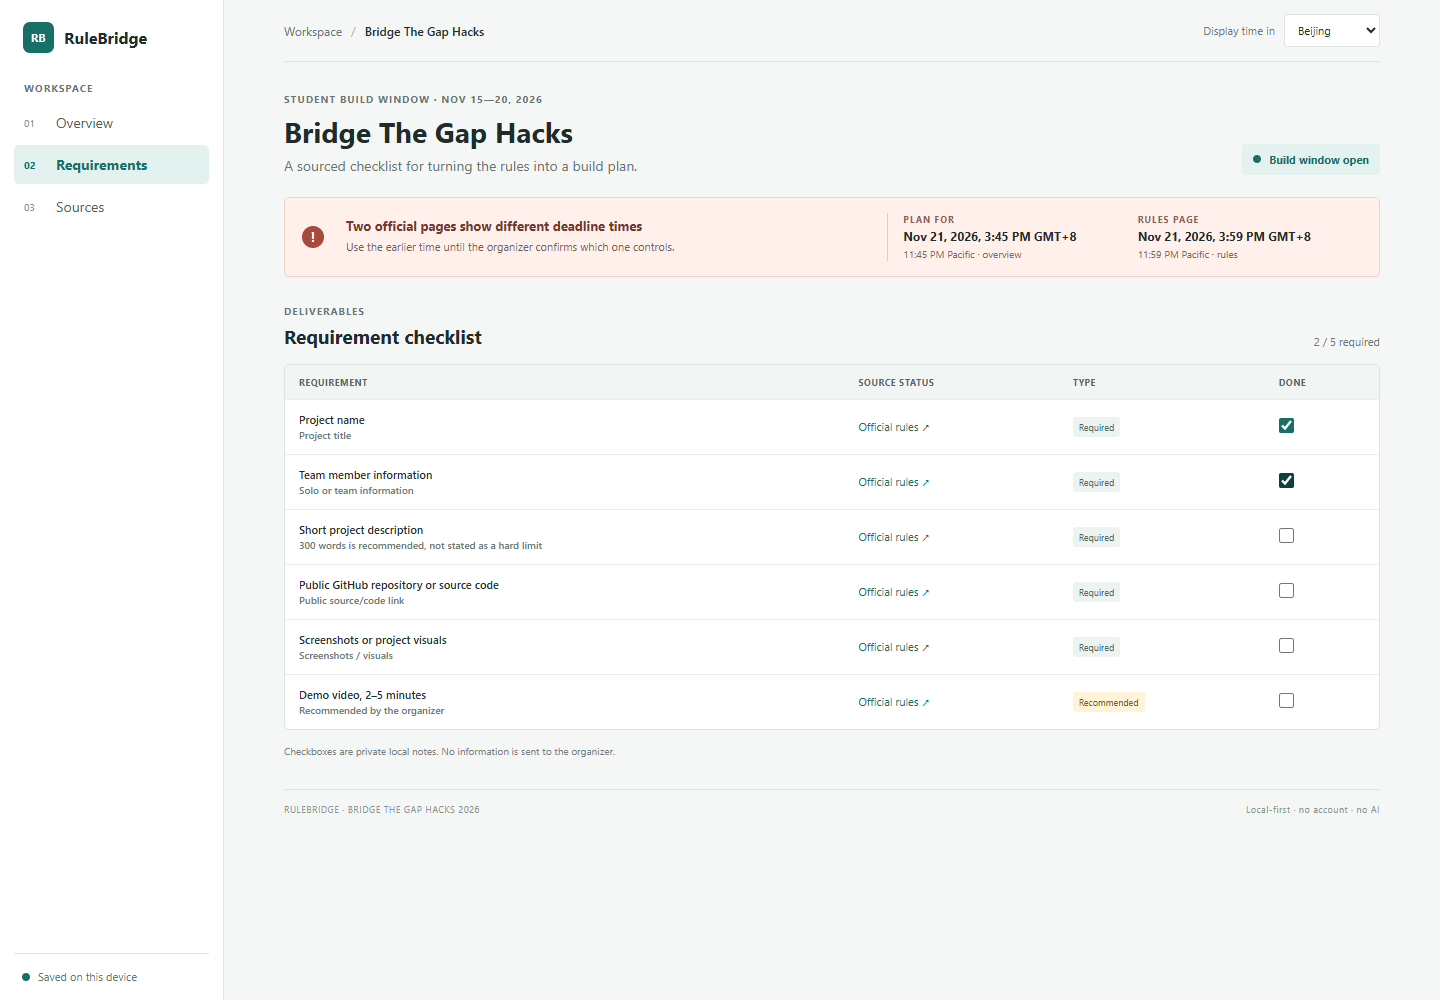 RB RuleBridge
WORKSPACE
01 Overview
02 Requirements
03 Sources
Saved on this device
Workspace / Bridge The Gap Hacks
Display time in Beijing
STUDENT BUILD WINDOW · NOV 15—20, 2026
Bridge The Gap Hacks
A sourced checklist for turning the rules into a build plan.
Build window open
! Two official pages show different deadline times
Use the earlier time until the organizer confirms which one controls.
PLAN FOR
Nov 21, 2026, 3:45 PM GMT+8
11:45 PM Pacific · overview
RULES PAGE
Nov 21, 2026, 3:59 PM GMT+8
11:59 PM Pacific · rules
DELIVERABLES
Requirement checklist
2 / 5 required
REQUIREMENT SOURCE STATUS TYPE DONE
Project name
Project title
Official rules ↗ Required
Team member information
Solo or team information
Official rules ↗ Required
Short project description
300 words is recommended, not stated as a hard limit
Official rules ↗ Required
Public GitHub repository or source code
Public source/code link
Official rules ↗ Required
Screenshots or project visuals
Screenshots / visuals
Official rules ↗ Required
Demo video, 2–5 minutes
Recommended by the organizer
Official rules ↗ Recommended
Checkboxes are private local notes. No information is sent to the organizer.
RULEBRIDGE · BRIDGE THE GAP HACKS 2026
Local-first · no account · no AI